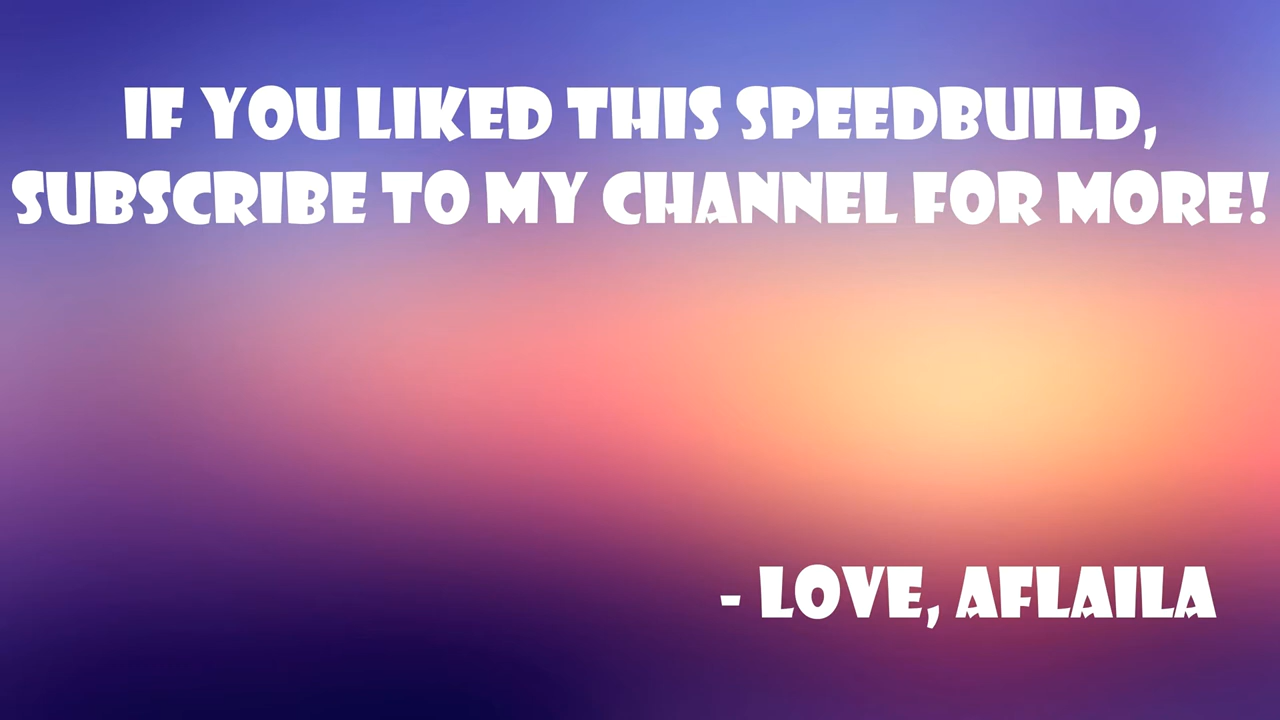 IF YOU LIKED THIS SPEEDBUILD,
SUBSCRIBE TO MY CHANNEL FOR MORE!
- LOVE, AFLAILA